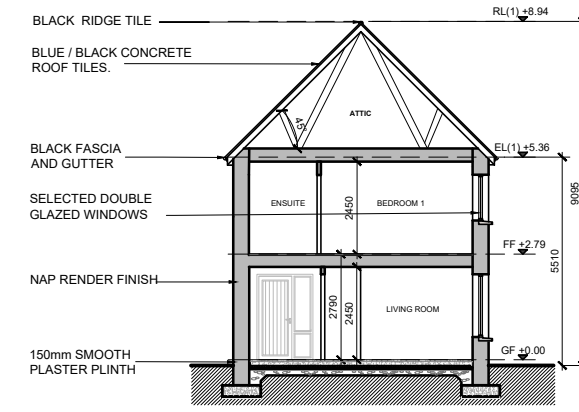 BLACK RIDGE TILE
RL(1) +8.94
BLUE / BLACK CONCRETE
ROOF TILES.
ATTIC
45°
BLACK FASCIA
AND GUTTER
EL(1) +5.36
SELECTED DOUBLE
GLAZED WINDOWS
ENSUITE
2450
BEDROOM 1
9095
FF +2.79
5510
NAP RENDER FINISH
2790
2450
LIVING ROOM
150mm SMOOTH
PLASTER PLINTH
GF +0.00